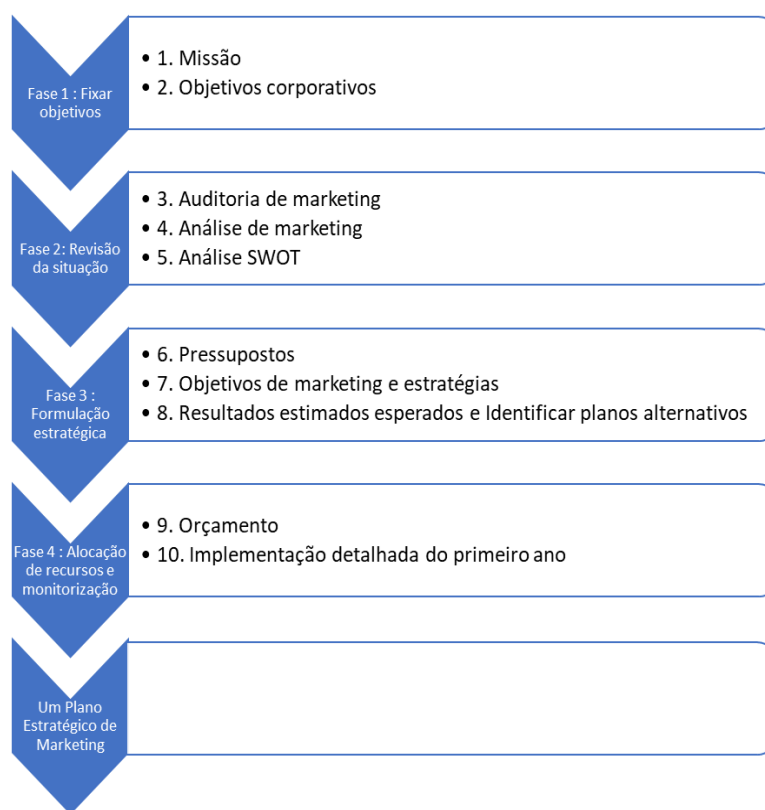 Fase 1 : Fixar
objetivos
• 1. Missão
• 2. Objetivos corporativos
Fase 2: Revisão
da situação
• 3. Auditoria de marketing
• 4. Análise de marketing
• 5. Análise SWOT
Fase 3 :
Formulação
estratégica
• 6. Pressupostos
• 7. Objetivos de marketing e estratégias
• 8. Resultados estimados esperados e Identificar planos alternativos
Fase 4 : Alocação
de recursos e
monitorização
• 9. Orçamento
• 10. Implementação detalhada do primeiro ano
Um Plano
Estratégico de
Marketing